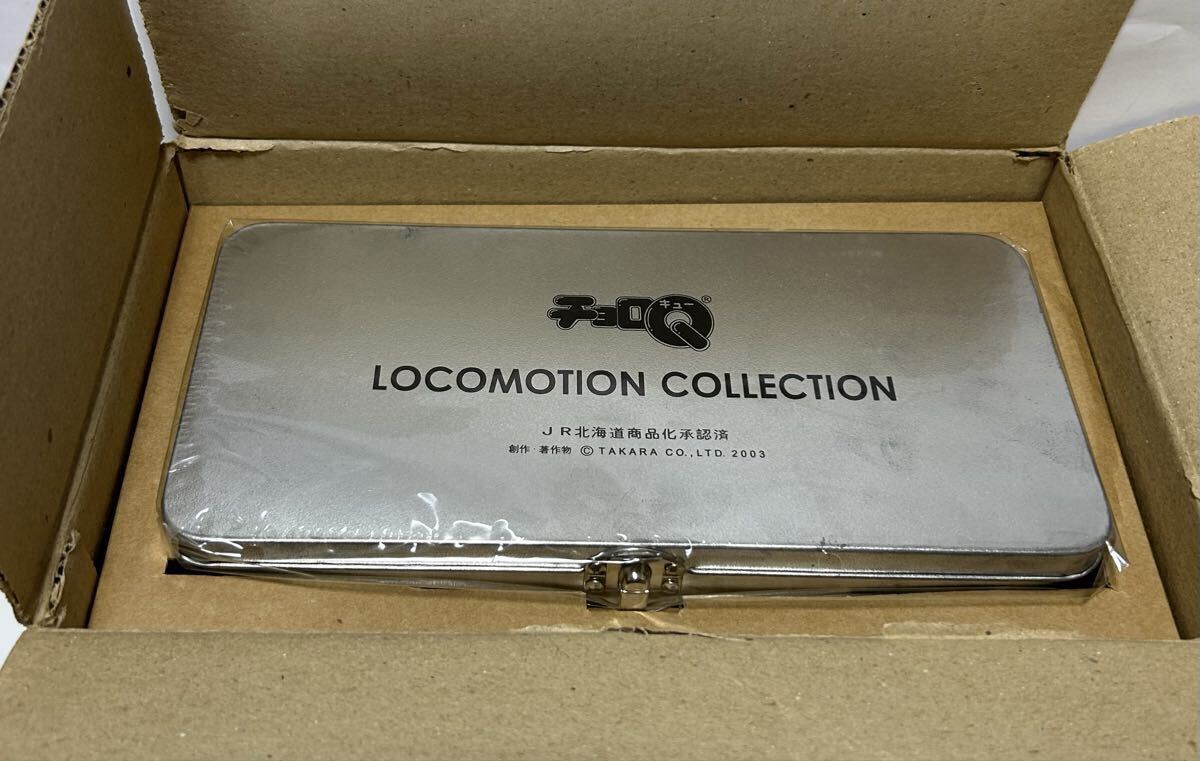 チョロQ®
キュー
LOCOMOTION COLLECTION
JR北海道商品化承認済
創作・著作物 © TAKARA CO.,LTD. 2003